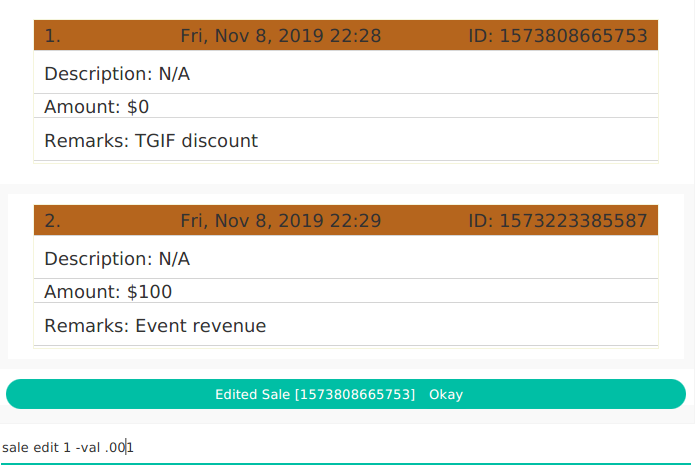 1. Fri, Nov 8, 2019 22:28 ID: 1573808665753
Description: N/A
Amount: $0
Remarks: TGIF discount
2. Fri, Nov 8, 2019 22:29 ID: 1573223385587
Description: N/A
Amount: $100
Remarks: Event revenue
Edited Sale [1573808665753] Okay
sale edit 1 -val .001